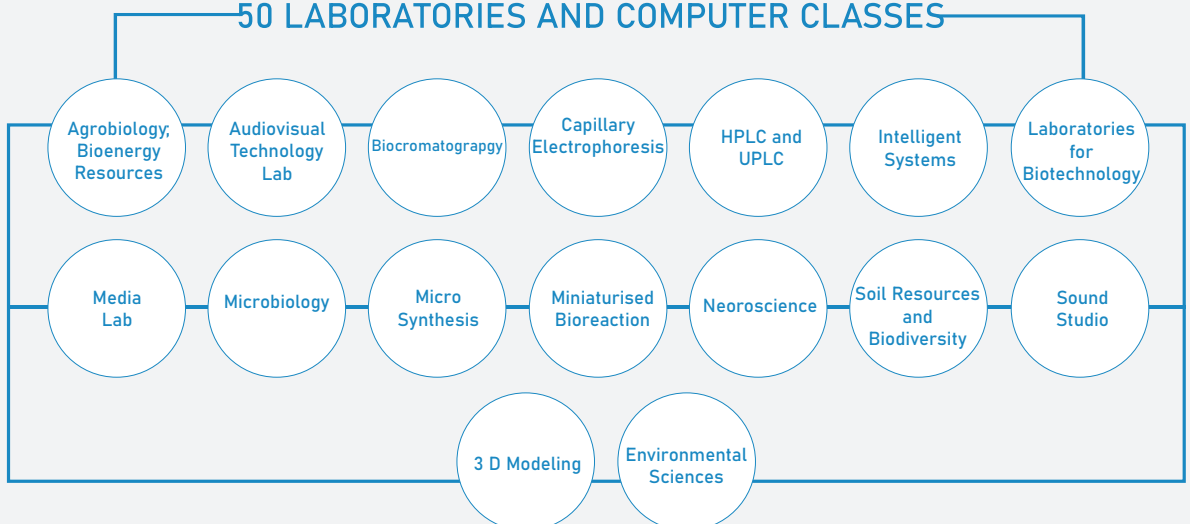 50 LABORATORIES AND COMPUTER CLASSES
Agrobiology;
Bioenergy
Resources
Audiovisual
Technology
Lab
Biocromatograpgy
Capillary
Electrophoresis
HPLC and
UPLC
Intelligent
Systems
Laboratories
for
Biotechnology
Media
Lab
Microbiology
Micro
Synthesis
Miniaturised
Bioreaction
Neoroscience
Soil Resources
and
Biodiversity
Sound
Studio
3 D Modeling
Environmental
Sciences